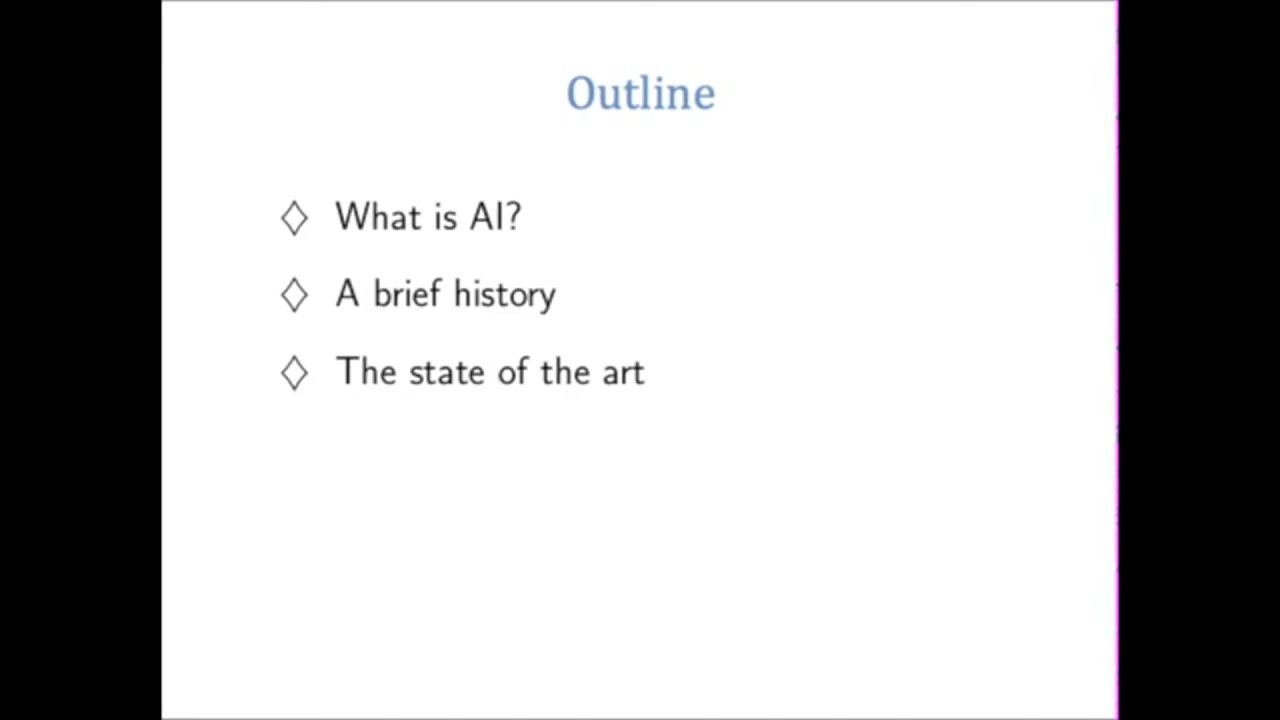 Outline
◇ What is AI?
◇ A brief history
◇ The state of the art